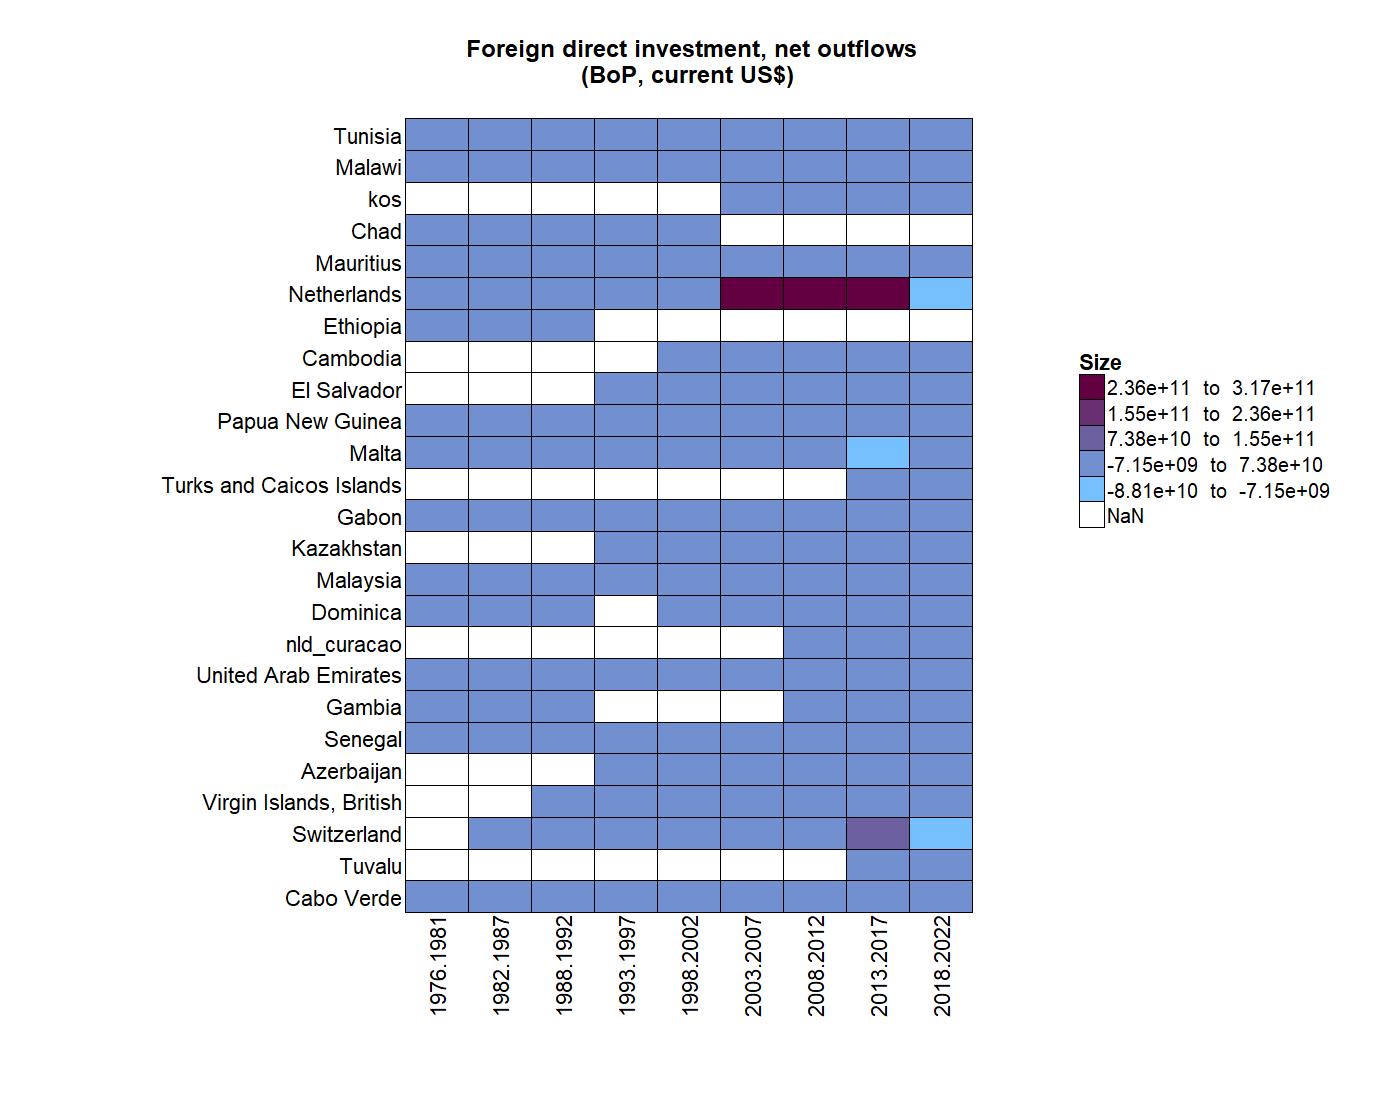 Foreign direct investment, net outflows
(BoP, current US$)
Tunisia
Malawi
kos
Chad
Mauritius
Netherlands
Ethiopia
Cambodia
El Salvador
Papua New Guinea
Malta
Turks and Caicos Islands
Gabon
Kazakhstan
Malaysia
Dominica
nld_curacao
United Arab Emirates
Gambia
Senegal
Azerbaijan
Virgin Islands, British
Switzerland
Tuvalu
Cabo Verde
1976.1981
1982.1987
1988.1992
1993.1997
1998.2002
2003.2007
2008.2012
2013.2017
2018.2022
Size
2.36e+11 to 3.17e+11
1.55e+11 to 2.36e+11
7.38e+10 to 1.55e+11
-7.15e+09 to 7.38e+10
-8.81e+10 to -7.15e+09
NaN